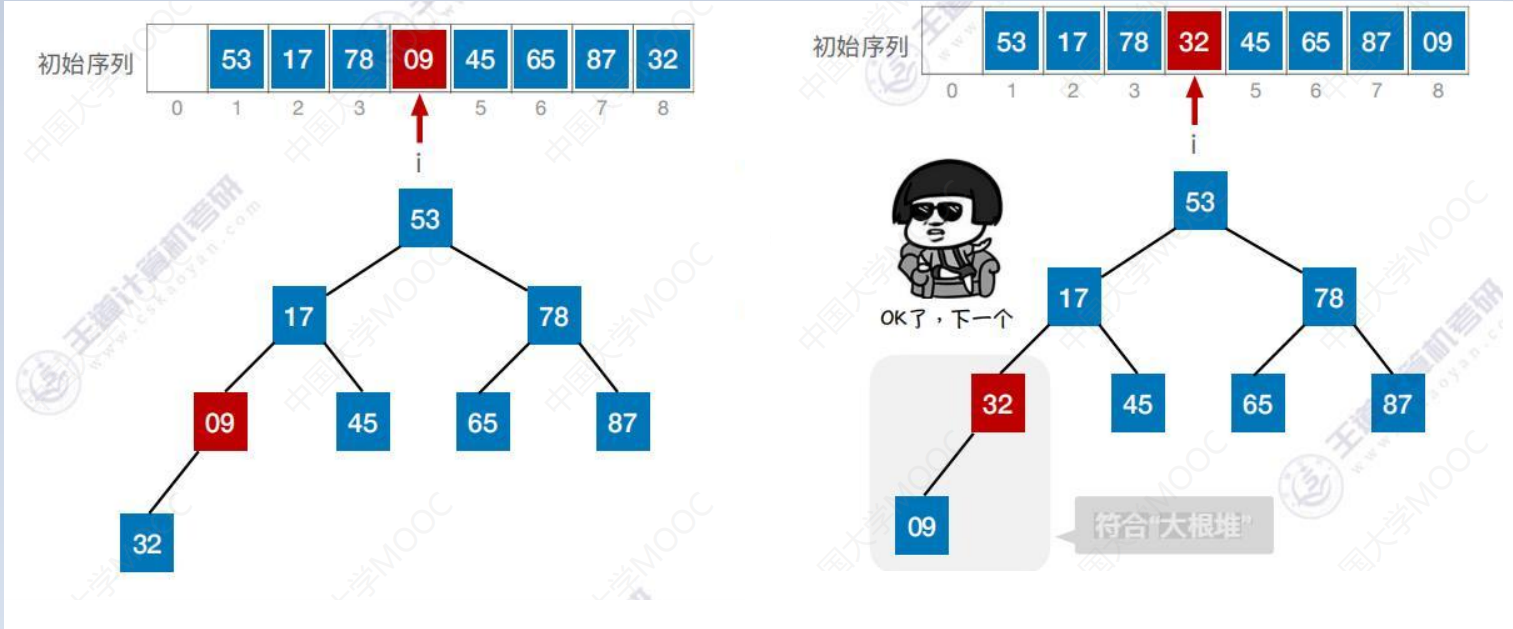 初始序列 53 17 78 09 45 65 87 32
0 1 2 3 5 6 7 8
i
53
17 78
09 45 65 87
32
初始序列 53 17 78 32 45 65 87 09
0 1 2 3 5 6 7 8
i
53
OK了，下一个
17 78
32 45 65 87
09
符合“大根堆”
中国大学MOOC
王道计算机考研
www.cskaoyan.com